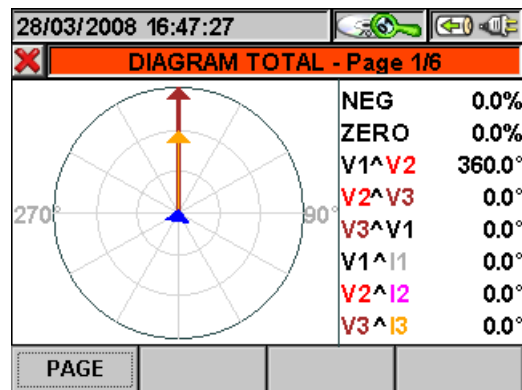 28/03/2008 16:47:27
DIAGRAM TOTAL - Page 1/6
NEG 0.0%
ZERO 0.0%
V1^V2 360.0°
270° 90°
V2^V3 0.0°
V3^V1 0.0°
V1^I1 0.0°
V2^I2 0.0°
V3^I3 0.0°
PAGE